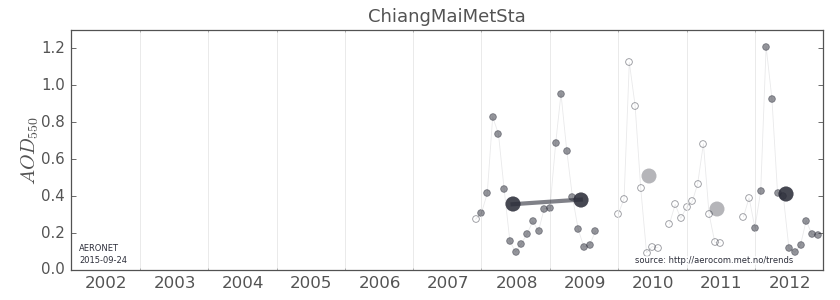 ChiangMaiMetSta
AOD550
1.2
1.0
0.8
0.6
0.4
0.2
0.0
AERONET
2015-09-24
source: http://aerocom.met.no/trends
2002 2003 2004 2005 2006 2007 2008 2009 2010 2011 2012